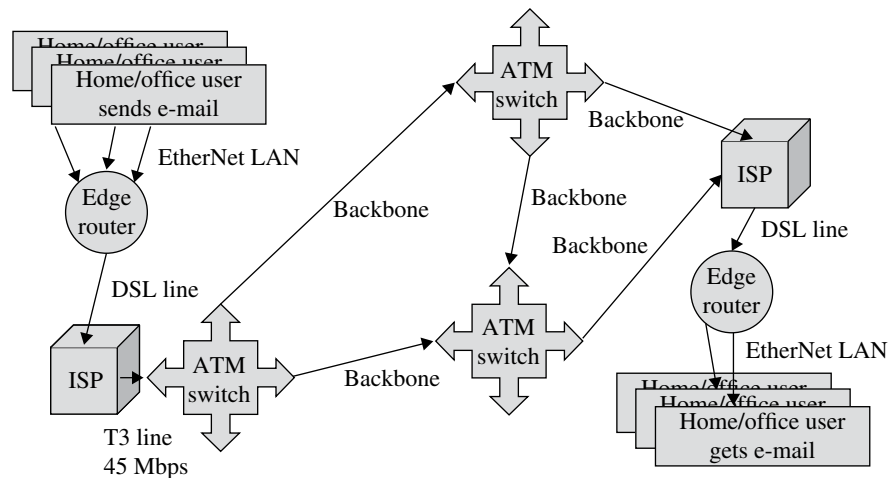 Home/office user
Home/office user
Home/office user
sends e-mail
EtherNet LAN
Edge
router
DSL line
ISP
T3 line
45 Mbps
ATM
switch
Backbone
Backbone
ATM
switch
Backbone
Backbone
ATM
switch
Backbone
ISP
DSL line
Edge
router
EtherNet LAN
Home/office user
Home/office user
Home/office user
gets e-mail